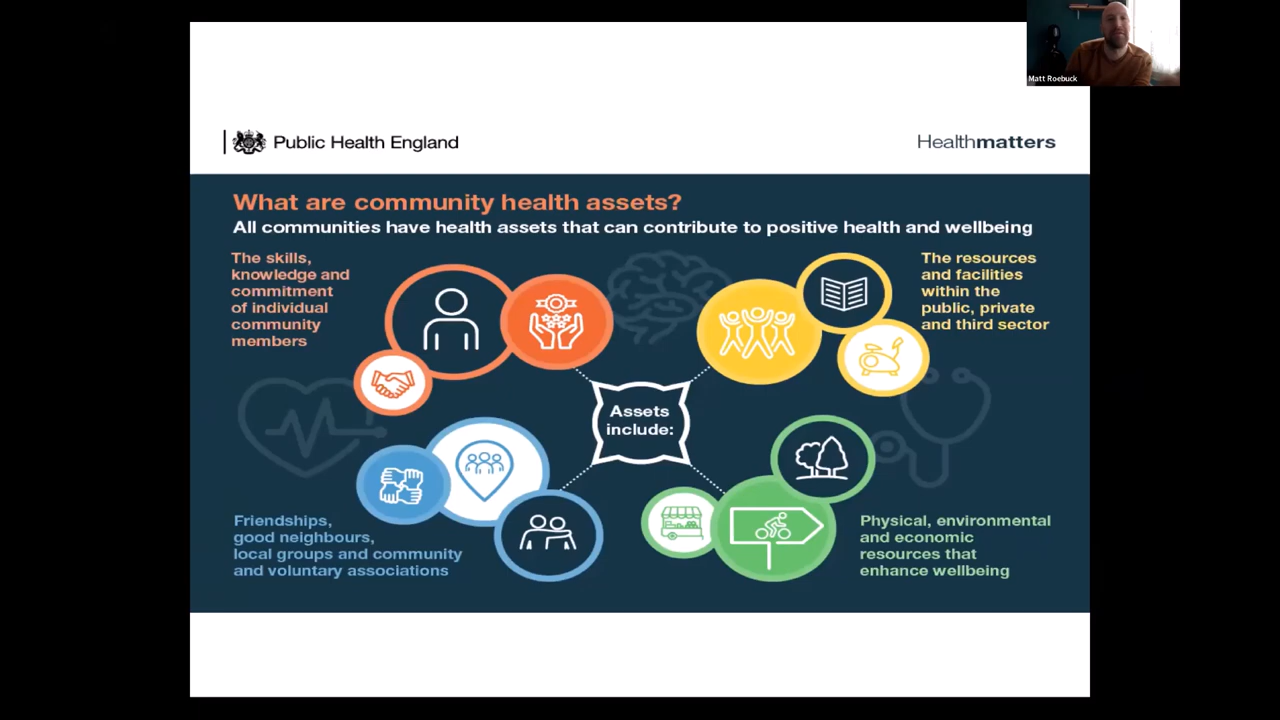 Matt Roebuck
Public Health England
Healthmatters
What are community health assets?
All communities have health assets that can contribute to positive health and wellbeing
The skills,
knowledge and
commitment
of individual
community
members
The resources
and facilities
within the
public, private
and third sector
Assets
include:
Friendships,
good neighbours,
local groups and community
and voluntary associations
Physical, environmental
and economic
resources that
enhance wellbeing